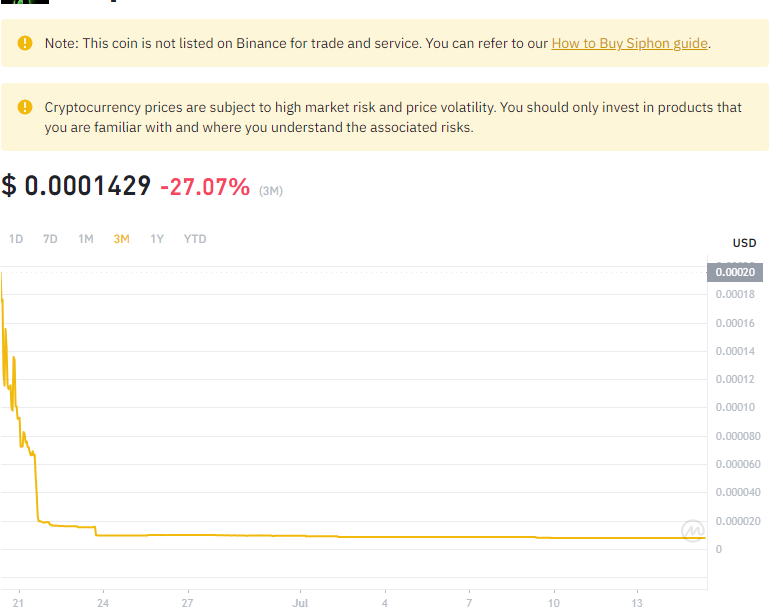 Note: This coin is not listed on Binance for trade and service. You can refer to our How to Buy Siphon guide.
Cryptocurrency prices are subject to high market risk and price volatility. You should only invest in products that
you are familiar with and where you understand the associated risks.
$ 0.0001429 -27.07% (3M)
1D 7D 1M 3M 1Y YTD
USD
0.00020
0.00018
0.00016
0.00014
0.00012
0.00010
0.000080
0.000060
0.000040
0.000020
0
21 24 27 Jul 4 7 10 13